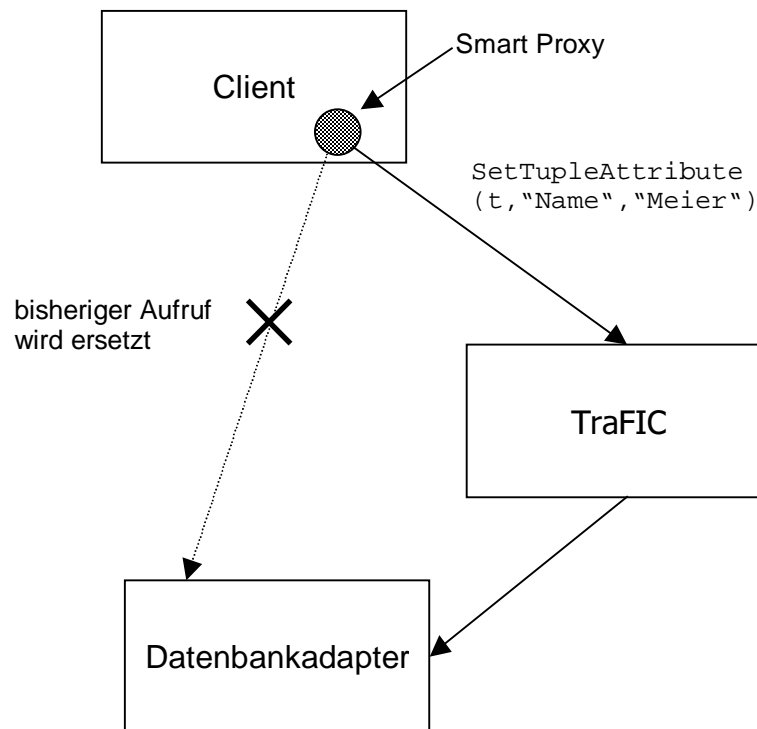 Smart Proxy
Client
SetTupleAttribute
(t,“Name“,“Meier“)
bisheriger Aufruf
wird ersetzt
TraFIC
Datenbankadapter